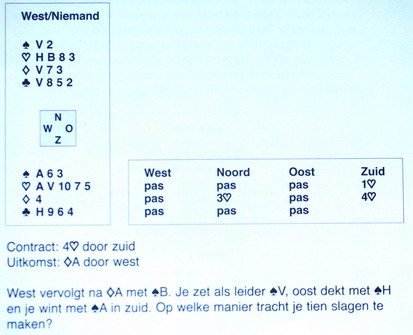 West/Niemand
♠ V 2
♡ H B 8 3
♢ V 7 3
♣ V 8 5 2
N
W O
Z
♠ A 6 3
♡ A V 10 7 5
♢ 4
♣ H 9 6 4
West Noord Oost Zuid
pas pas pas 1♡
pas 3♡ pas 4♡
pas pas pas
Contract: 4♡ door zuid
Uitkomst: ♢A door west
West vervolgt na ♢A met ♠B. Je zet als leider ♠V, oost dekt met ♠H
en je wint met ♠A in zuid. Op welke manier tracht je tien slagen te
maken?